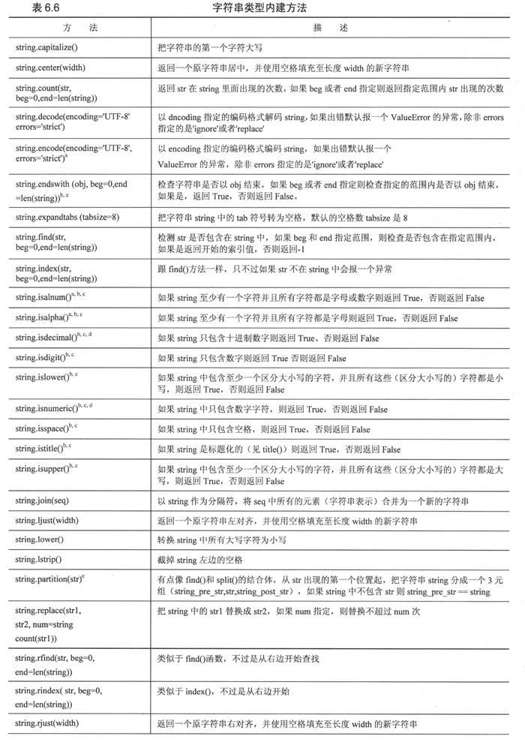 表 6.6 字符串类型内建方法
方 法 描 述
string.capitalize() 把字符串的第一个字符大写
string.center(width) 返回一个原字符串居中，并使用空格填充至长度 width 的新字符串
string.count(str, 返回 str 在 string 里面出现的次数，如果 beg 或者 end 指定则返回指定范围内 str 出现的次数
beg=0,end=len(string))
string.decode(encoding='UTF-8' 以 dncoding 指定的编码格式解码 string，如果出错默认报一个 ValueError 的异常，除非 errors
errors='strict') 指定的是'ignore'或者'replace'
string.encode(encoding='UTF-8', 以 encoding 指定的编码格式编码 string，如果出错默认报一个
errors='strict')a ValueError 的异常，除非 errors 指定的是'ignore'或者'replace'
string.endswith (obj, beg=0,end 检查字符串是否以 obj 结束，如果 beg 或者 end 指定则检查指定的范围内是否以 obj 结束，
=len(string))b, e 如果是，返回 True，否则返回 False。
string.expandtabs (tabsize=8) 把字符串 string 中的 tab 符号转为空格，默认的空格数 tabsize 是 8
string.find(str, 检测 str 是否包含在 string 中，如果 beg 和 end 指定范围，则检查是否包含在指定范围内，
beg=0,end=len(string)) 如果是返回开始的索引值，否则返回-1
string.index(str, 跟 find()方法一样，只不过如果 str 不在 string 中会报一个异常
beg=0,end=len(string))
string.isalnum()a, b, c 如果 string 至少有一个字符并且所有字符都是字母或数字则返回 True，否则返回 False
string.isalpha()a, b, c 如果 string 至少有一个字符并且所有字符都是字母则返回 True，否则返回 False
string.isdecimal()b, c, d 如果 string 只包含十进制数字则返回 True，否则返回 False
string.isdigit()b, c 如果 string 只包含数字则返回 True 否则返回 False
string.islower()b, c 如果 string 中包含至少一个区分大小写的字符，并且所有这些（区分大小写的）字符都是小
写，则返回 True，否则返回 False
string.isnumeric()b, c, d 如果 string 中只包含数字字符，则返回 True，否则返回 False
string.isspace()b, c 如果 string 中只包含空格，则返回 True，否则返回 False
string.istitle()b, c 如果 string 是标题化的（见 title()）则返回 True，否则返回 False
string.isupper()b, c 如果 string 中包含至少一个区分大小写的字符，并且所有这些（区分大小写的）字符都是大
写，则返回 True，否则返回 False
string.join(seq) 以 string 作为分隔符，将 seq 中所有的元素（字符串表示）合并为一个新的字符串
string.ljust(width) 返回一个原字符串左对齐，并使用空格填充至长度 width 的新字符串
string.lower() 转换 string 中所有大写字符为小写
string.lstrip() 截掉 string 左边的空格
string.partition(str)e 有点像 find()和 split()的结合体，从 str 出现的第一个位置起，把字符串 string 分成一个 3 元
组（string_pre_str,str,string_post_str），如果 string 中不包含 str 则 string_pre_str == string
string.replace(str1, 把 string 中的 str1 替换成 str2，如果 num 指定，则替换不超过 num 次
str2, num=string
count(str1))
string.rfind(str, beg=0, 类似于 find()函数，不过是从右边开始查找
end=len(string))
string.rindex( str, beg=0, 类似于 index()，不过是从右边开始
end=len(string))
string.rjust(width) 返回一个原字符串右对齐，并使用空格填充至长度 width 的新字符串